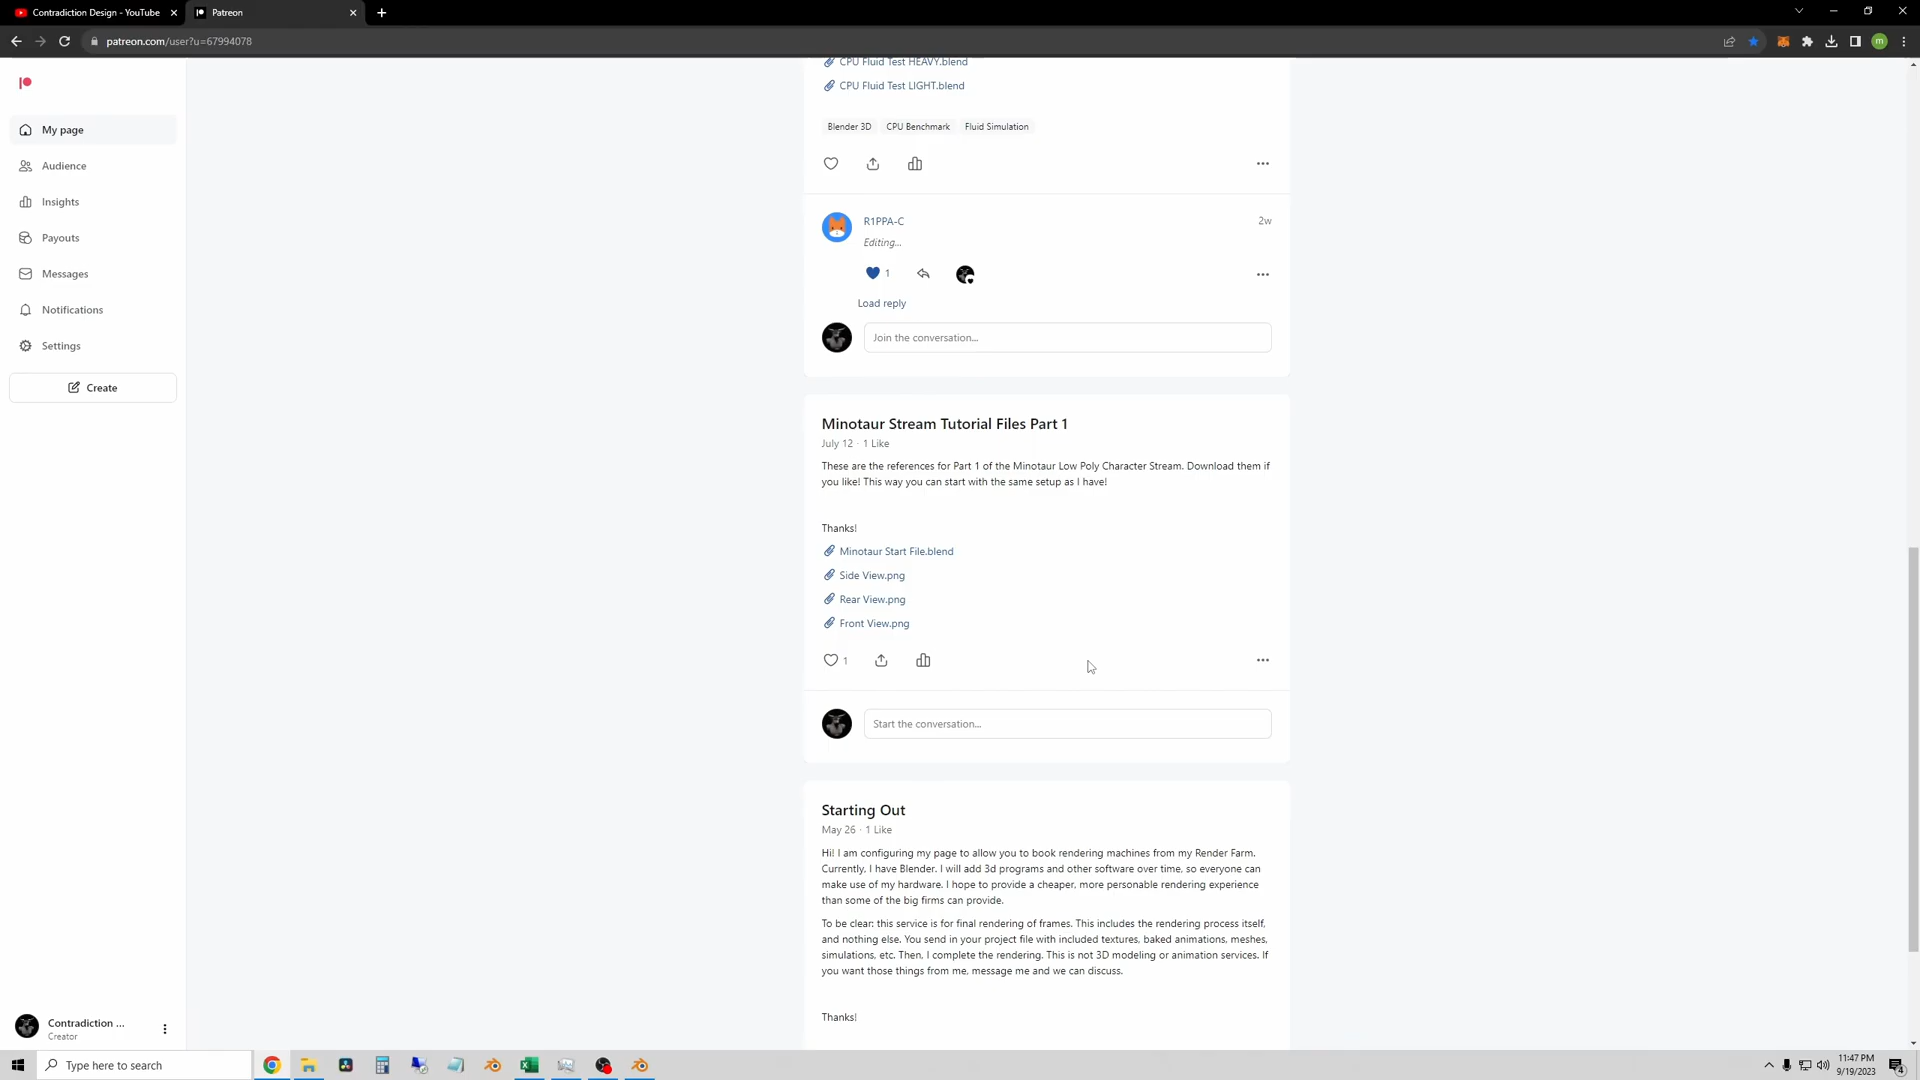 Contradiction Design - YouTube
Patreon
patreon.com/user?u=67994078
m
My page
Audience
Insights
Payouts
Messages
Notifications
Settings
Create
Contradiction ...
Creator
CPU Fluid Test HEAVY.blend
CPU Fluid Test LIGHT.blend
Blender 3D CPU Benchmark Fluid Simulation
R1PPA-C 2w
Editing...
1
Load reply
Join the conversation...
Minotaur Stream Tutorial Files Part 1
July 12 · 1 Like
These are the references for Part 1 of the Minotaur Low Poly Character Stream. Download them if
you like! This way you can start with the same setup as I have!
Thanks!
Minotaur Start File.blend
Side View.png
Rear View.png
Front View.png
1
Start the conversation...
Starting Out
May 26 · 1 Like
Hi! I am configuring my page to allow you to book rendering machines from my Render Farm.
Currently, I have Blender. I will add 3d programs and other software over time, so everyone can
make use of my hardware. I hope to provide a cheaper, more personable rendering experience
than some of the big firms can provide.
To be clear: this service is for final rendering of frames. This includes the rendering process itself,
and nothing else. You send in your project file with included textures, baked animations, meshes,
simulations, etc. Then, I complete the rendering. This is not 3D modeling or animation services. If
you want those things from me, message me and we can discuss.
Thanks!
Type here to search
11:47 PM
9/19/2023
4